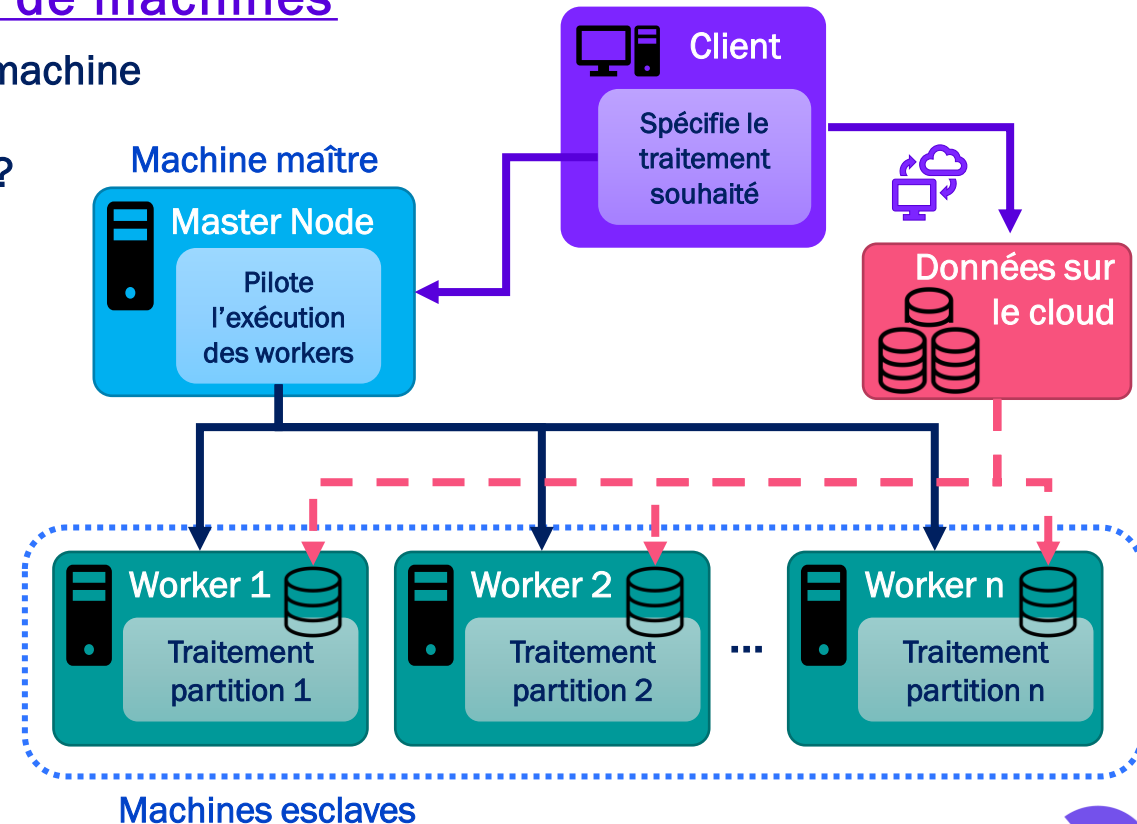 de machines
machine
?
Client
Spécifie le
traitement
souhaité
Machine maître
Master Node
Pilote
l'exécution
des workers
Données sur
le cloud
Worker 1
Traitement
partition 1
Worker 2
Traitement
partition 2
...
Worker n
Traitement
partition n
Machines esclaves